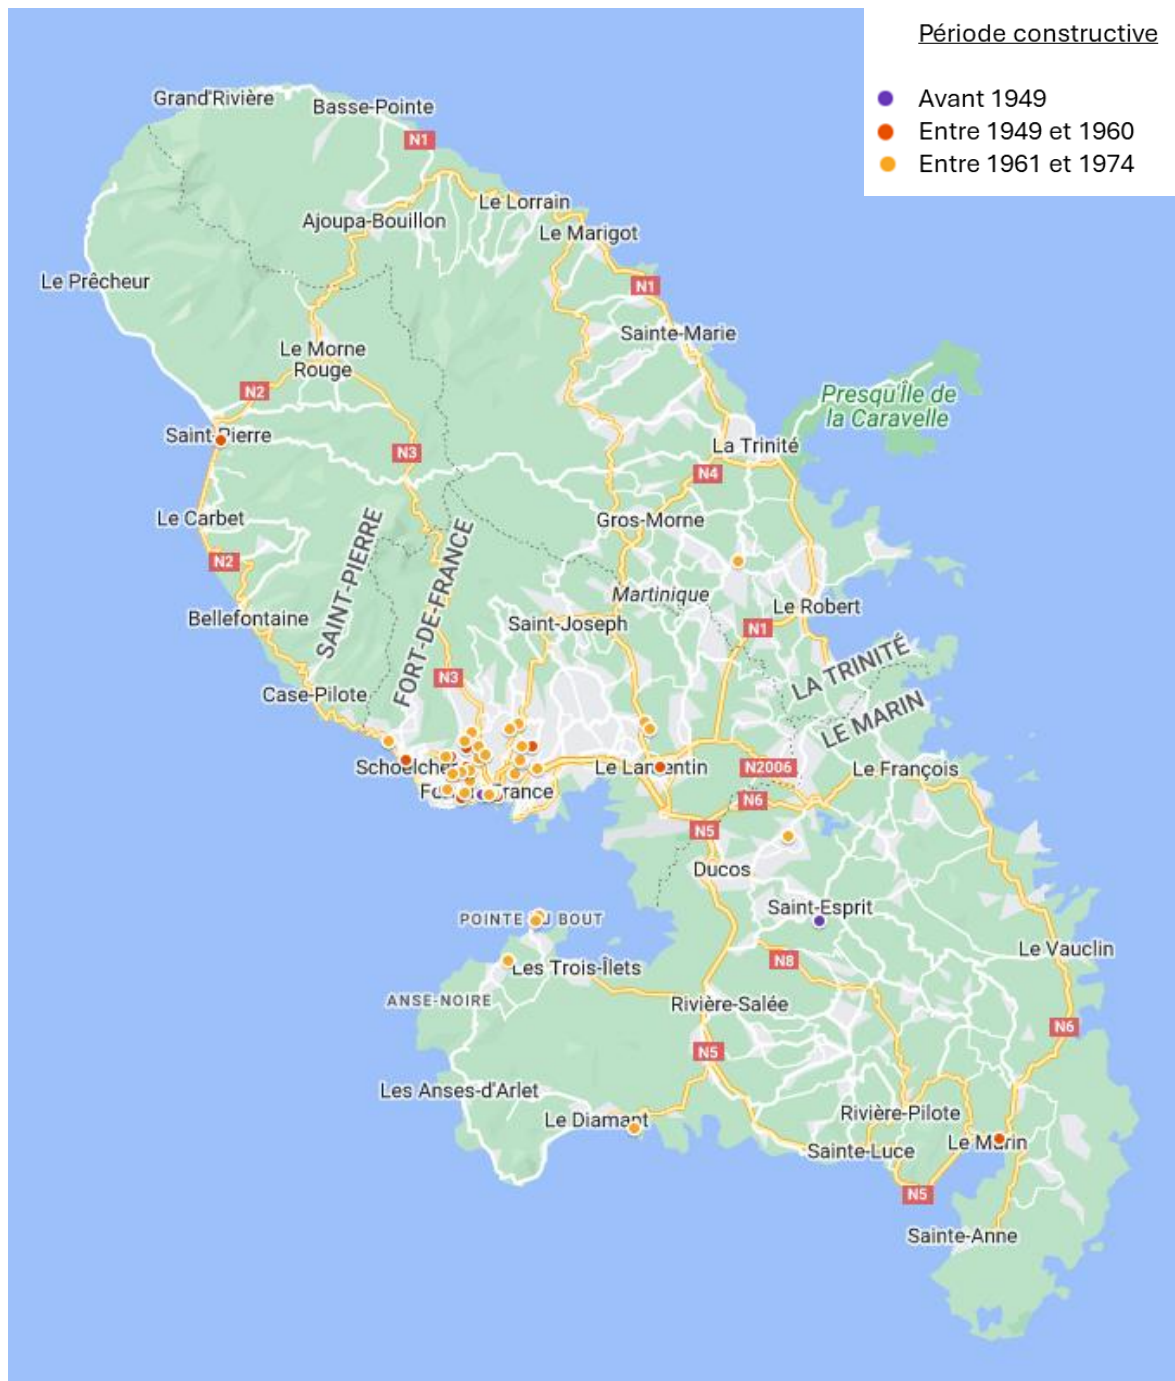 Période constructive
Avant 1949
Entre 1949 et 1960
Entre 1961 et 1974
Grand'Rivière
Basse-Pointe
N1
Le Lorrain
Ajoupa-Bouillon
Le Marigot
Le Prêcheur
N1
Sainte-Marie
Le Morne
Rouge
N2
Presqu'Île de
la Caravelle
Saint-Pierre
La Trinité
N3
N4
Le Carbet
Gros-Morne
SAINT-PIERRE
FORT-DE-FRANCE
N2
Martinique
Le Robert
Bellefontaine
Saint-Joseph
N1
LA TRINITÉ
N3
Case-Pilote
LE MARIN
Schoelcher
Le Lamentin
N2006
Le François
Fort-de-France
N6
N5
Ducos
Saint-Esprit
POINTE DU BOUT
Le Vauclin
N8
Les Trois-Îlets
ANSE-NOIRE
Rivière-Salée
N6
N5
Les Anses-d'Arlet
Le Diamant
Rivière-Pilote
Le Marin
Sainte-Luce
N5
Sainte-Anne